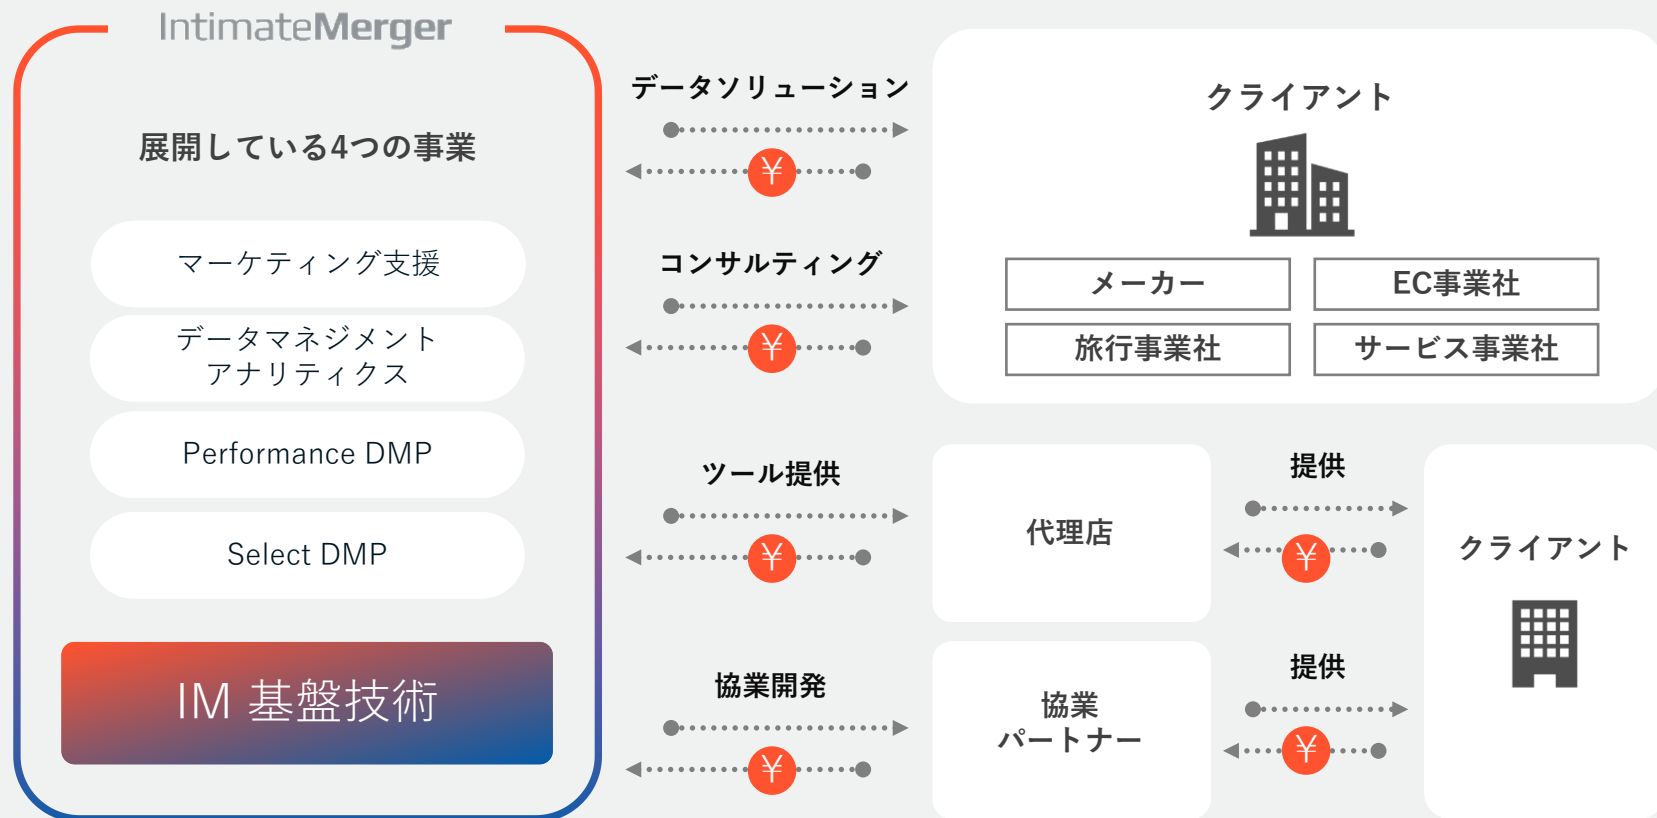 IntimateMerger
展開している4つの事業
マーケティング支援
データマネジメント
アナリティクス
Performance DMP
Select DMP
IM 基盤技術
データソリューション
¥
コンサルティング
¥
ツール提供
¥
協業開発
¥
クライアント
メーカー
EC事業社
旅行事業社
サービス事業社
代理店
協業
パートナー
提供
¥
提供
¥
クライアント